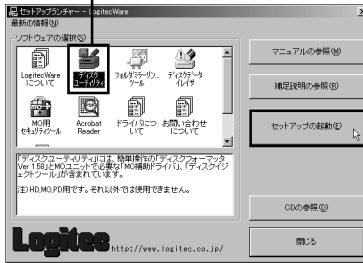 セットアップランチャー - LogitecWare
最新の情報(N)
ソフトウェアの選択(S)
LogitecWare
について
ディスク
ユーティリティ
フォルダミラーリン...
ツール
ディスクデータ
イレイサ
MO用
セキュリティツール
Acrobat
Reader
ドライバにつ
いて
お問い合わせ
について
「ディスクユーティリティ」には、簡単操作の「ディスクフォーマッタ
Ver 1.58」とMOユニットで必要な「MO補助ドライバ」、「ディスクイジ
ェクトツール」が含まれています。
注) HD,MO,PD用です。それ以外では使用できません。
マニュアルの参照(M)
補足説明の参照(R)
セットアップの起動(E)
CDの参照(D)
閉じる
Logitec
http://www.logitec.co.jp/